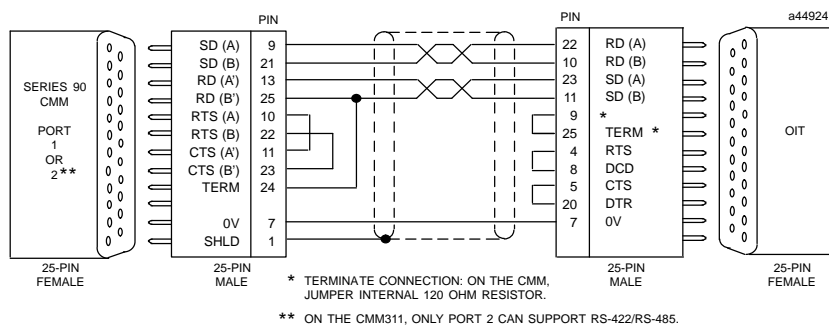 PIN
PIN
a44924
SERIES 90
CMM
PORT
1
OR
2**
SD (A) 9
SD (B) 21
RD (A') 13
RD (B') 25
RTS (A) 10
RTS (B) 22
CTS (A') 11
CTS (B') 23
TERM 24
0V 7
SHLD 1
22 RD (A)
10 RD (B)
23 SD (A)
11 SD (B)
9 *
25 TERM *
4 RTS
8 DCD
5 CTS
20 DTR
7 0V
OIT
25-PIN
FEMALE
25-PIN
MALE
25-PIN
MALE
25-PIN
FEMALE
* TERMINATE CONNECTION: ON THE CMM,
JUMPER INTERNAL 120 OHM RESISTOR.
** ON THE CMM311, ONLY PORT 2 CAN SUPPORT RS-422/RS-485.